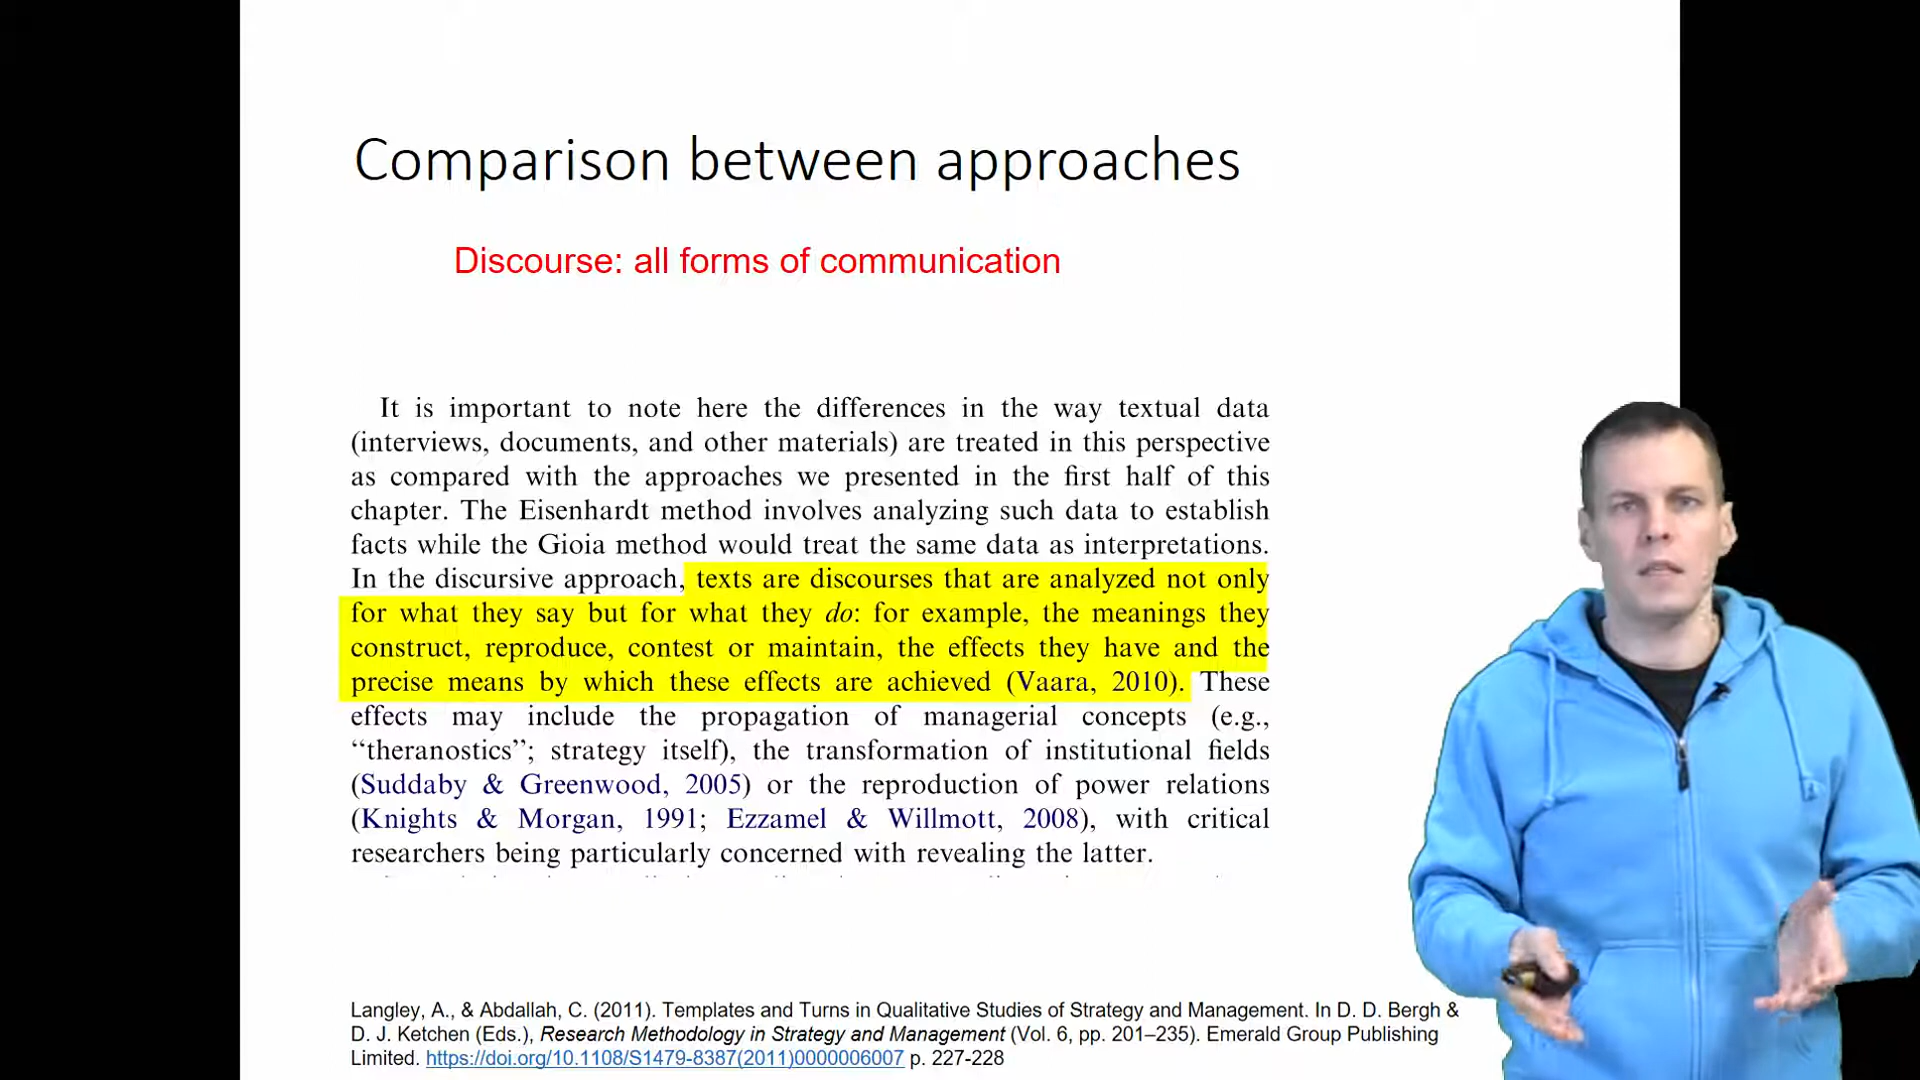 Comparison between approaches
Discourse: all forms of communication
It is important to note here the differences in the way textual data
(interviews, documents, and other materials) are treated in this perspective
as compared with the approaches we presented in the first half of this
chapter. The Eisenhardt method involves analyzing such data to establish
facts while the Gioia method would treat the same data as interpretations.
In the discursive approach, texts are discourses that are analyzed not only
for what they say but for what they do: for example, the meanings they
construct, reproduce, contest or maintain, the effects they have and the
precise means by which these effects are achieved (Vaara, 2010). These
effects may include the propagation of managerial concepts (e.g.,
‘‘theranostics’’; strategy itself), the transformation of institutional fields
(Suddaby & Greenwood, 2005) or the reproduction of power relations
(Knights & Morgan, 1991; Ezzamel & Willmott, 2008), with critical
researchers being particularly concerned with revealing the latter.
Langley, A., & Abdallah, C. (2011). Templates and Turns in Qualitative Studies of Strategy and Management. In D. D. Bergh &
D. J. Ketchen (Eds.), Research Methodology in Strategy and Management (Vol. 6, pp. 201–235). Emerald Group Publishing
Limited. https://doi.org/10.1108/S1479-8387(2011)0000006007 p. 227-228